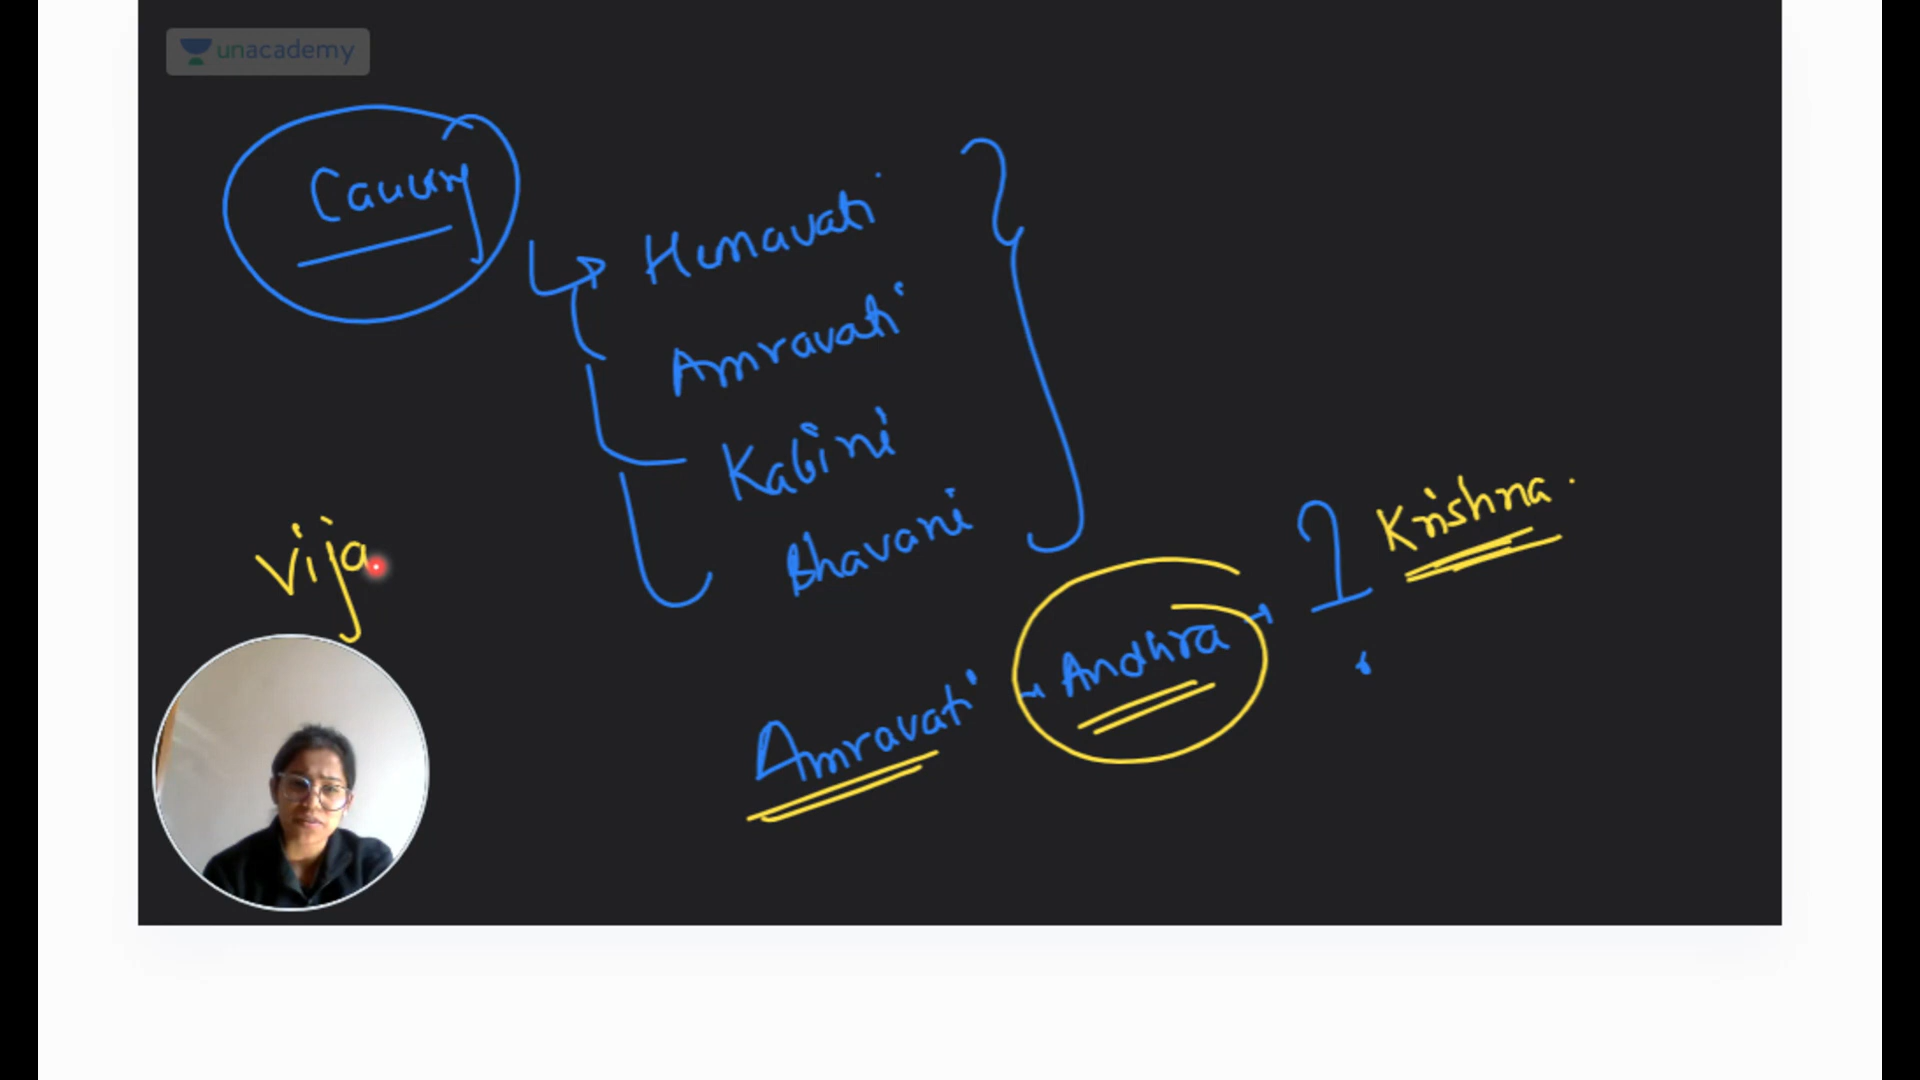 unacademy
Cauvery
Hemavati
Amravati
Kabini
Bhavani
Krishna.
Vija
Andhra
Amravati